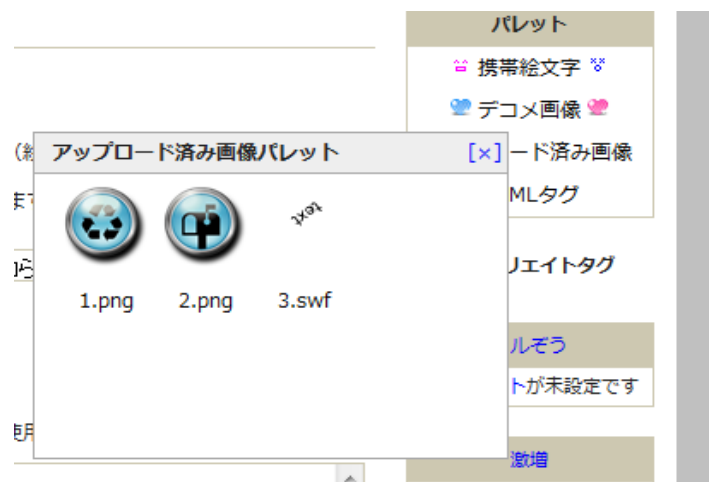 パレット
携帯絵文字
デコメ画像
アップロード済み画像パレット [×]
ード済み画像
MLタグ
text
リエイトタグ
1.png 2.png 3.swf
ルぞう
トが未設定です
激増